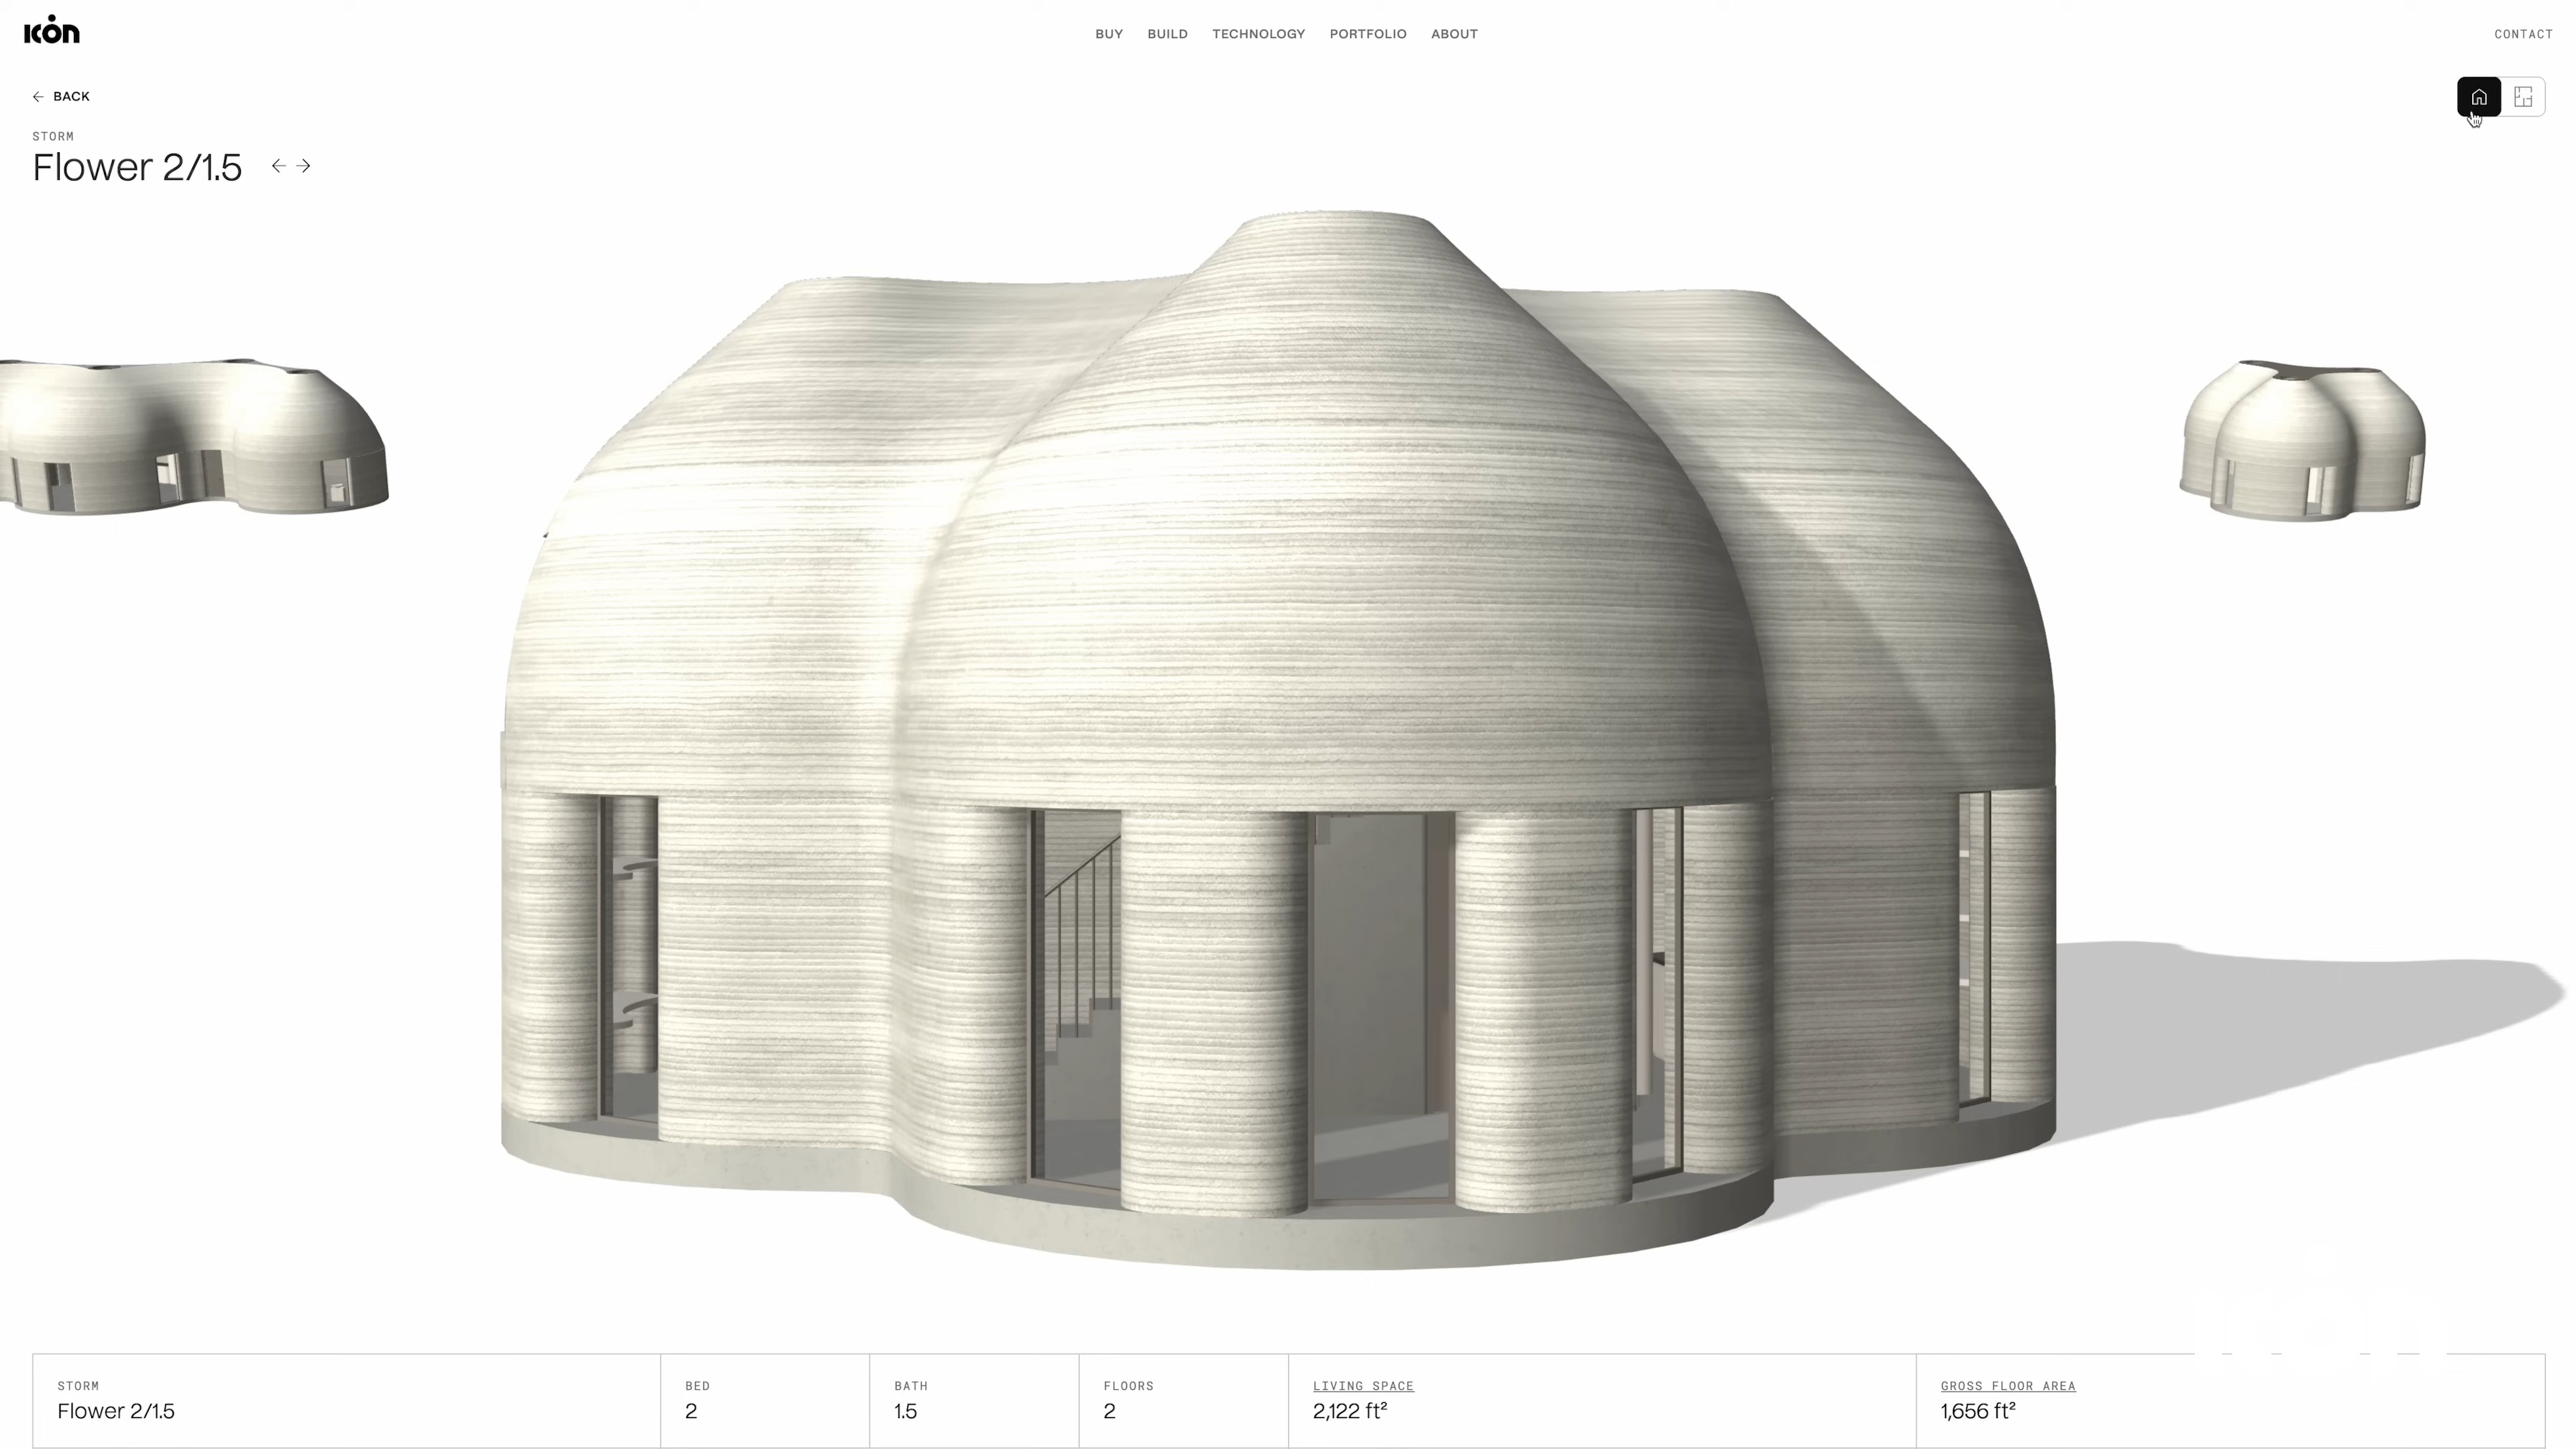 ICON
BUY BUILD TECHNOLOGY PORTFOLIO ABOUT
CONTACT
← BACK
STORM
Flower 2/1.5 ← →
STORM
Flower 2/1.5
BED
2
BATH
1.5
FLOORS
2
LIVING SPACE
2,122 ft²
GROSS FLOOR AREA
1,656 ft²